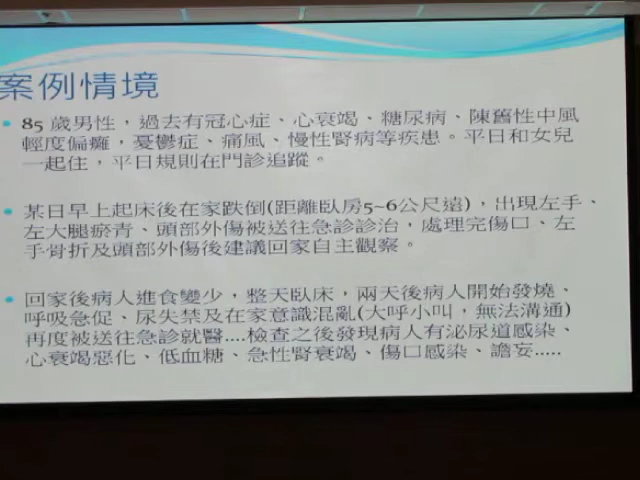 案例情境
85 歲男性，過去有冠心症、心衰竭、糖尿病、陳舊性中風
輕度偏癱，憂鬱症、痛風、慢性腎病等疾患。平日和女兒
一起住，平日規則在門診追蹤。
某日早上起床後在家跌倒(距離臥房5~6公尺遠)，出現左手、
左大腿瘀青、頭部外傷被送往急診診治，處理完傷口、左
手骨折及頭部外傷後建議回家自主觀察。
回家後病人進食變少，整天臥床，兩天後病人開始發燒、
呼吸急促、尿失禁及在家意識混亂(大呼小叫，無法溝通)
再度被送往急診就醫....檢查之後發現病人有泌尿道感染、
心衰竭惡化、低血糖、急性腎衰竭、傷口感染、譫妄.....